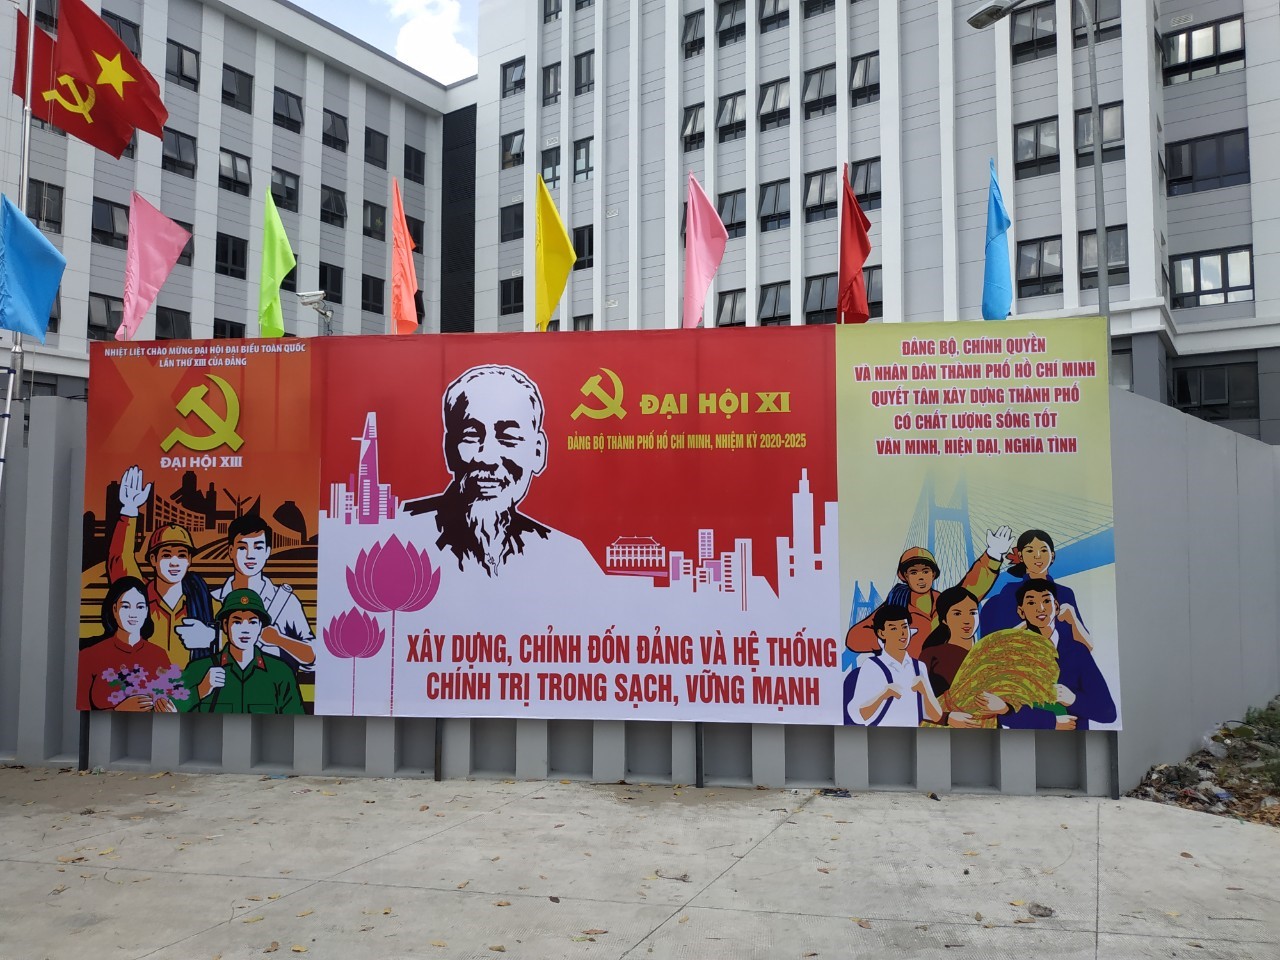 NHIỆT LIỆT CHÀO MỪNG ĐẠI HỘI ĐẠI BIỂU TOÀN QUỐC
LẦN THỨ XIII CỦA ĐẢNG
ĐẠI HỘI XIII
ĐẠI HỘI XI
ĐẢNG BỘ THÀNH PHỐ HỒ CHÍ MINH, NHIỆM KỲ 2020-2025
XÂY DỰNG, CHỈNH ĐỐN ĐẢNG VÀ HỆ THỐNG
CHÍNH TRỊ TRONG SẠCH, VỮNG MẠNH
ĐẢNG BỘ, CHÍNH QUYỀN
VÀ NHÂN DÂN THÀNH PHỐ HỒ CHÍ MINH
QUYẾT TÂM XÂY DỰNG THÀNH PHỐ
CÓ CHẤT LƯỢNG SỐNG TỐT
VĂN MINH, HIỆN ĐẠI, NGHĨA TÌNH